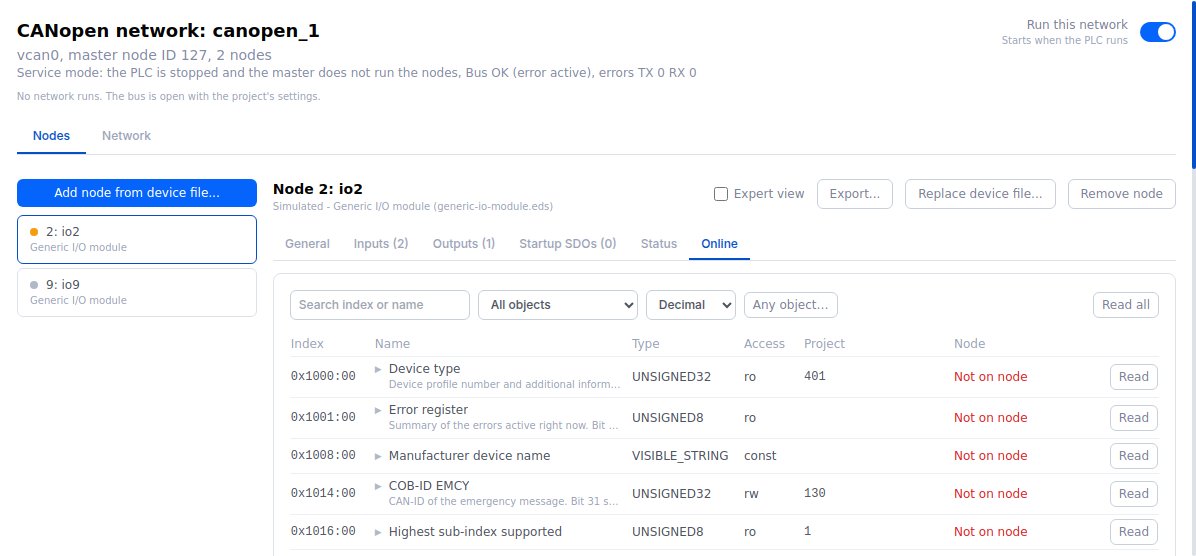 CANopen network: canopen_1
vcan0, master node ID 127, 2 nodes
Service mode: the PLC is stopped and the master does not run the nodes, Bus OK (error active), errors TX 0 RX 0
No network runs. The bus is open with the project's settings.
Run this network
Starts when the PLC runs
Nodes Network
Add node from device file...
2: io2
Generic I/O module
9: io9
Generic I/O module
Node 2: io2
Simulated - Generic I/O module (generic-io-module.eds)
Expert view Export... Replace device file... Remove node
General Inputs (2) Outputs (1) Startup SDOs (0) Status Online
Search index or name All objects Decimal Any object... Read all
Index Name Type Access Project Node
0x1000:00 Device type UNSIGNED32 ro 401 Not on node Read
Device profile number and additional inform...
0x1001:00 Error register UNSIGNED8 ro Not on node Read
Summary of the errors active right now. Bit ...
0x1008:00 Manufacturer device name VISIBLE_STRING const Not on node Read
0x1014:00 COB-ID EMCY UNSIGNED32 rw 130 Not on node Read
CAN-ID of the emergency message. Bit 31 s...
0x1016:00 Highest sub-index supported UNSIGNED8 ro 1 Not on node Read